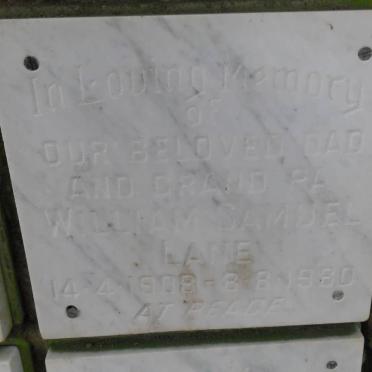 In Loving Memory
OF
OUR BELOVED DAD
AND GRAND PA
WILLIAM SAMUEL
LANE
14·4·1908-8·8·1980
AT PEACE